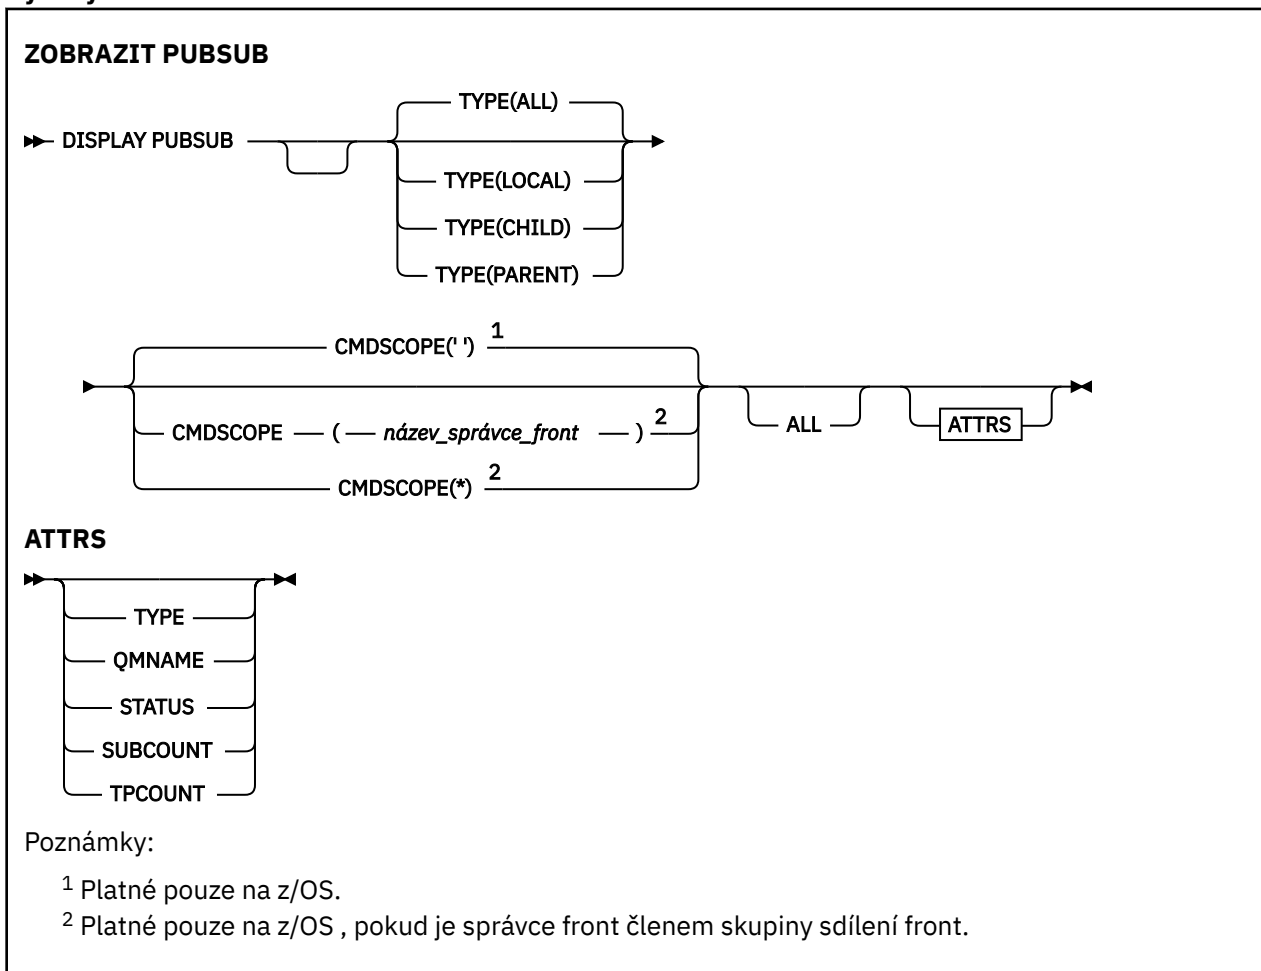 ZOBRAZIT PUBSUB
TYPE(ALL)
DISPLAY PUBSUB
TYPE(LOCAL)
TYPE(CHILD)
TYPE(PARENT)
CMDSCOPE(' ') 1
CMDSCOPE ( název_správce_front ) 2
ALL
ATTRS
CMDSCOPE(*) 2
ATTRS
TYPE
QMNAME
STATUS
SUBCOUNT
TPCOUNT
Poznámky:
1 Platné pouze na z/OS.
2 Platné pouze na z/OS , pokud je správce front členem skupiny sdílení front.